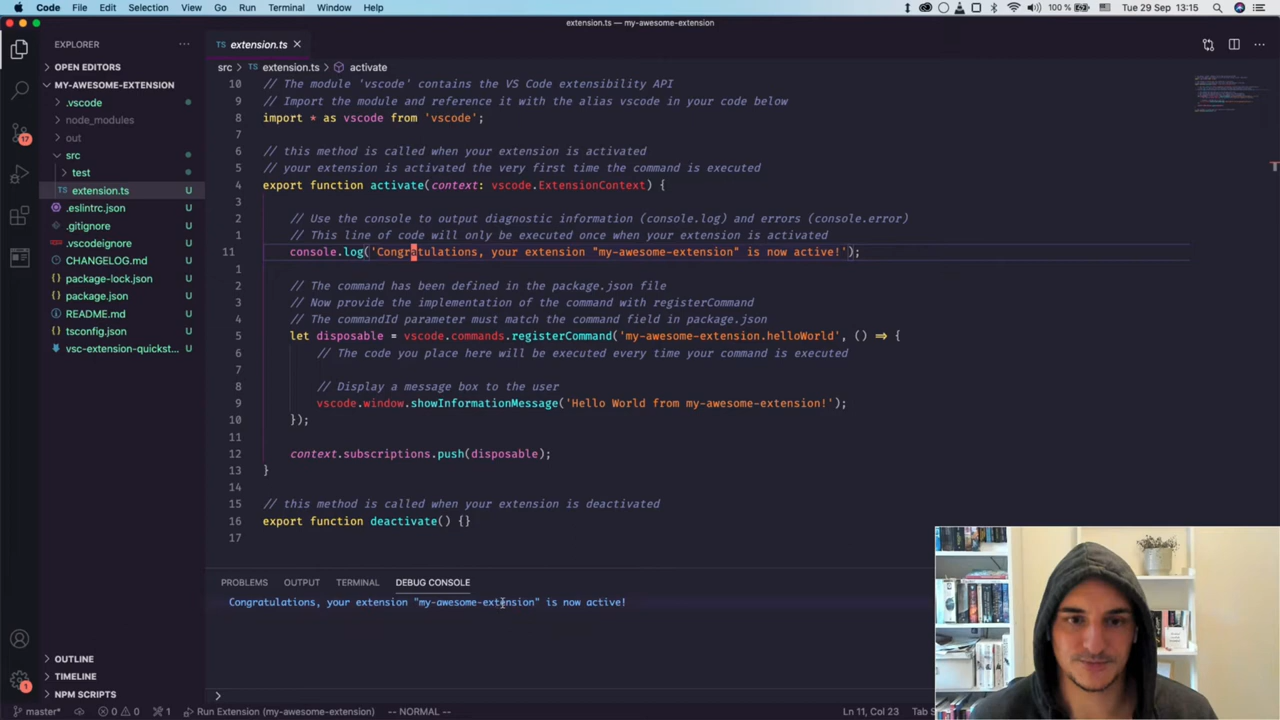 Code File Edit Selection View Go Run Terminal Window Help 100 % Tue 29 Sep 13:15
extension.ts — my-awesome-extension
EXPLORER
OPEN EDITORS
MY-AWESOME-EXTENSION
.vscode
node_modules
out
src
test
extension.ts U
.eslintrc.json U
.gitignore U
.vscodeignore U
CHANGELOG.md U
package-lock.json U
package.json U
README.md U
tsconfig.json U
vsc-extension-quickst... U
OUTLINE
TIMELINE
NPM SCRIPTS
17
1
TS extension.ts
src > TS extension.ts > activate
10 // The module 'vscode' contains the VS Code extensibility API
9 // Import the module and reference it with the alias vscode in your code below
8 import * as vscode from 'vscode';
7
6 // this method is called when your extension is activated
5 // your extension is activated the very first time the command is executed
4 export function activate(context: vscode.ExtensionContext) {
3
2 // Use the console to output diagnostic information (console.log) and errors (console.error)
1 // This line of code will only be executed once when your extension is activated
11 console.log('Congratulations, your extension "my-awesome-extension" is now active!');
1
2 // The command has been defined in the package.json file
3 // Now provide the implementation of the command with registerCommand
4 // The commandId parameter must match the command field in package.json
5 let disposable = vscode.commands.registerCommand('my-awesome-extension.helloWorld', () => {
6 // The code you place here will be executed every time your command is executed
7
8 // Display a message box to the user
9 vscode.window.showInformationMessage('Hello World from my-awesome-extension!');
10 });
11
12 context.subscriptions.push(disposable);
13 }
14
15 // this method is called when your extension is deactivated
16 export function deactivate() {}
17
PROBLEMS OUTPUT TERMINAL DEBUG CONSOLE
Congratulations, your extension "my-awesome-extension" is now active!
master* 0 0 1 Run Extension (my-awesome-extension) -- NORMAL -- Ln 11, Col 23 Tab